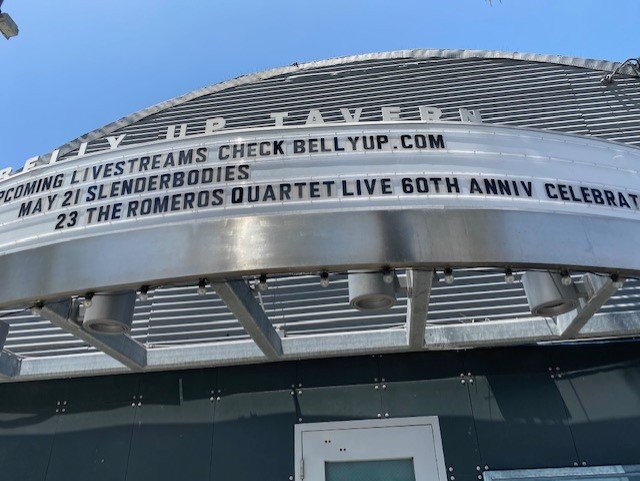 BELLY UP TAVERN
UPCOMING LIVESTREAMS CHECK BELLYUP.COM
MAY 21 SLENDERBODIES
23 THE ROMEROS QUARTET LIVE 60TH ANNIV CELEBRAT